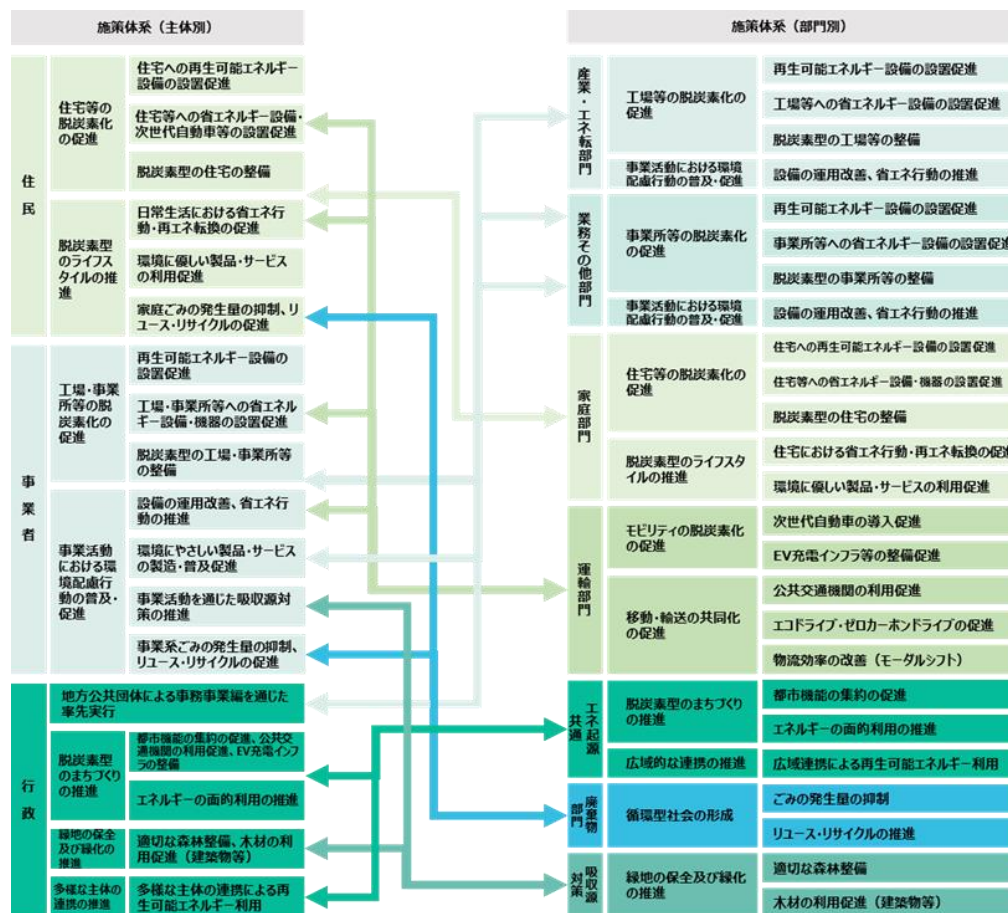 施策体系（主体別）
住民
住宅等の
脱炭素化
の促進
住宅への再生可能エネルギー
設備の設置促進
住宅等への省エネルギー設備・
次世代自動車等の設置促進
脱炭素型の住宅の整備
脱炭素型
のライフス
タイルの推
進
日常生活における省エネ行
動・再エネ転換の促進
環境に優しい製品・サービス
の利用促進
家庭ごみの発生量の抑制、リ
ユース・リサイクルの促進
事業者
工場・事業
所等の脱
炭素化の
促進
再生可能エネルギー設備の
設置促進
工場・事業所等への省エネル
ギー設備・機器の設置促進
脱炭素型の工場・事業所等
の整備
事業活動
における環
境配慮行
動の普及・
促進
設備の運用改善、省エネ行
動の推進
環境にやさしい製品・サービス
の製造・普及促進
事業活動を通じた吸収源対
策の推進
事業系ごみの発生量の抑制、
リユース・リサイクルの促進
行政
地方公共団体による事務事業編を通じた
率先実行
脱炭素型
のまちづくり
の推進
都市機能の集約の促進、公共交
通機関の利用促進、EV充電インフ
ラの整備
エネルギーの面的利用の推進
緑地の保全
及び緑化の
推進
適切な森林整備、木材の利
用促進（建築物等）
多様な主体の
連携の推進
多様な主体の連携による再
生可能エネルギー利用
施策体系（部門別）
産業・エネ転部門
工場等の脱炭素化の
促進
再生可能エネルギー設備の設置促進
工場等への省エネルギー設備の設置促進
脱炭素型の工場等の整備
事業活動における環境
配慮行動の普及・促進
設備の運用改善、省エネ行動の推進
業務その他部門
事業所等の脱炭素化
の促進
再生可能エネルギー設備の設置促進
事業所等への省エネルギー設備の設置促進
脱炭素型の事業所等の整備
事業活動における環境
配慮行動の普及・促進
設備の運用改善、省エネ行動の推進
家庭部門
住宅等の脱炭素化の
促進
住宅への再生可能エネルギー設備の設置促進
住宅等への省エネルギー設備・機器の設置促進
脱炭素型の住宅の整備
脱炭素型のライフスタ
イルの推進
住宅における省エネ行動・再エネ転換の促進
環境に優しい製品・サービスの利用促進
運輸部門
モビリティの脱炭素化
の促進
次世代自動車の導入促進
EV充電インフラ等の整備促進
移動・輸送の共同化
の促進
公共交通機関の利用促進
エコドライブ・ゼロカーボンドライブの促進
物流効率の改善（モーダルシフト）
エネ起源
共通
脱炭素型のまちづくり
の推進
都市機能の集約の促進
エネルギーの面的利用の推進
広域的な連携の推進
広域連携による再生可能エネルギー利用
廃棄物
部門
循環型社会の形成
ごみの発生量の抑制
リユース・リサイクルの推進
吸収源
対策
緑地の保全及び緑化
の推進
適切な森林整備
木材の利用促進（建築物等）